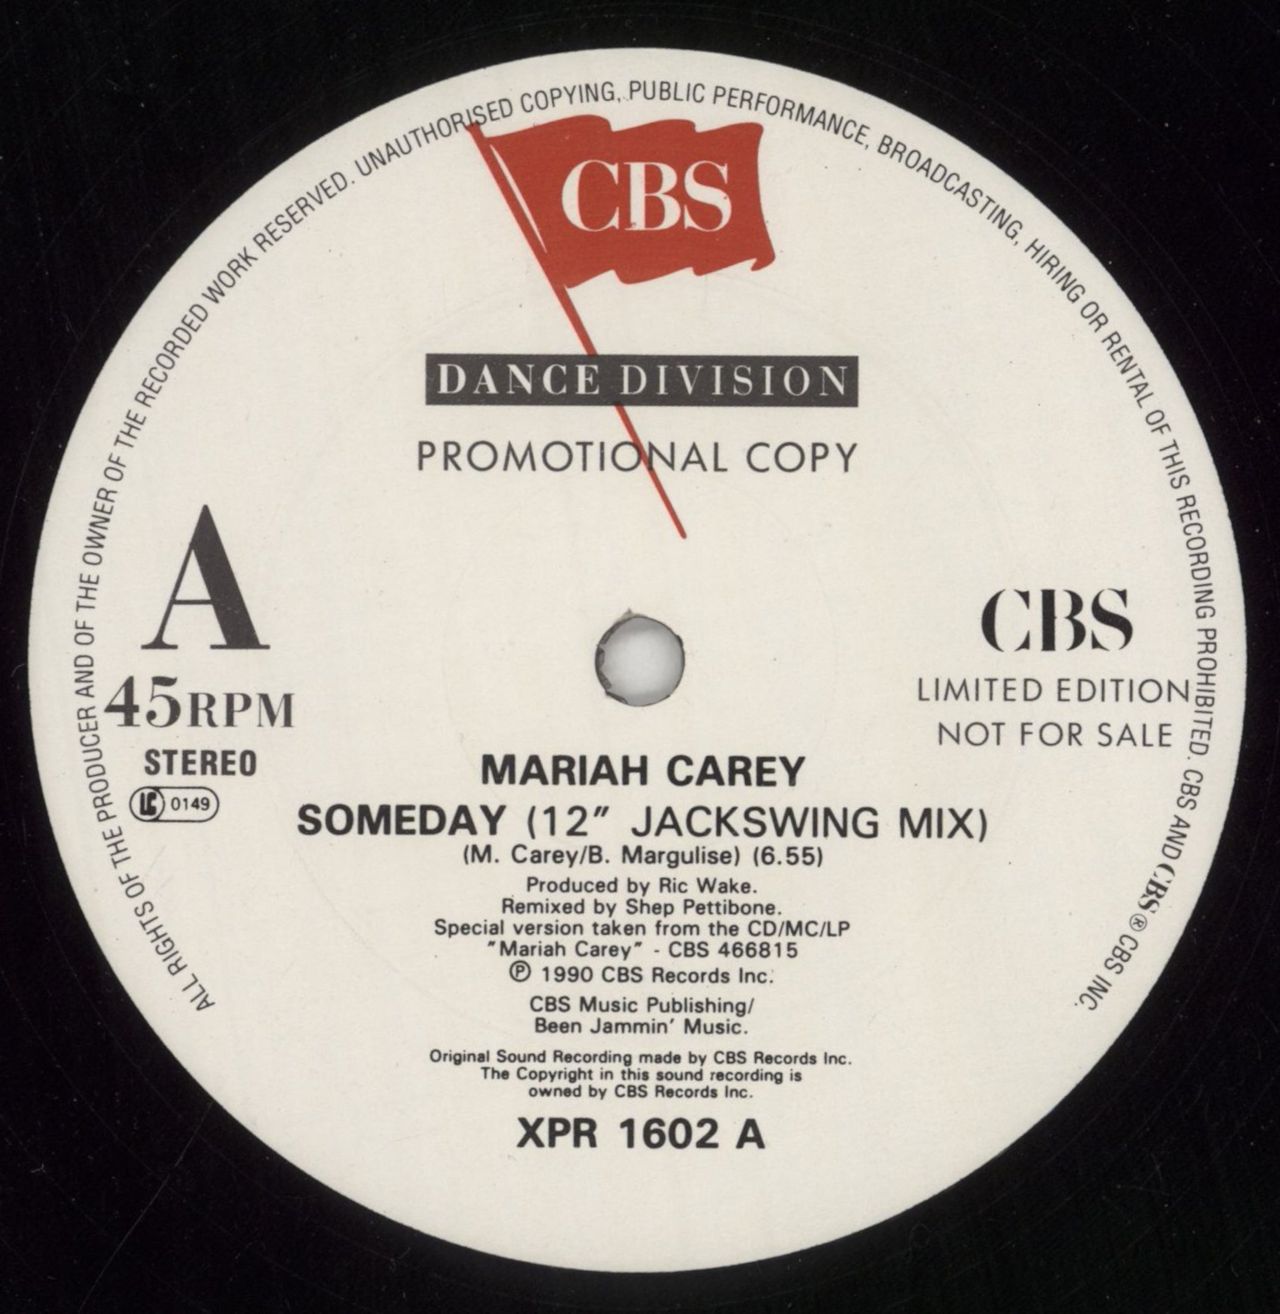 ALL RIGHTS OF THE PRODUCER AND OF THE OWNER OF THE RECORDED WORK RESERVED. UNAUTHORISED COPYING, PUBLIC PERFORMANCE, BROADCASTING, HIRING OR RENTAL OF THIS RECORDING PROHIBITED. CBS AND CBS® CBS INC.
CBS
DANCE DIVISION
PROMOTIONAL COPY
A
45RPM
STEREO
LC 0149
CBS
LIMITED EDITION
NOT FOR SALE
MARIAH CAREY
SOMEDAY (12" JACKSWING MIX)
(M. Carey/B. Margulise) (6.55)
Produced by Ric Wake.
Remixed by Shep Pettibone.
Special version taken from the CD/MC/LP
"Mariah Carey" - CBS 466815
℗ 1990 CBS Records Inc.
CBS Music Publishing/
Been Jammin' Music.
Original Sound Recording made by CBS Records Inc.
The Copyright in this sound recording is
owned by CBS Records Inc.
XPR 1602 A